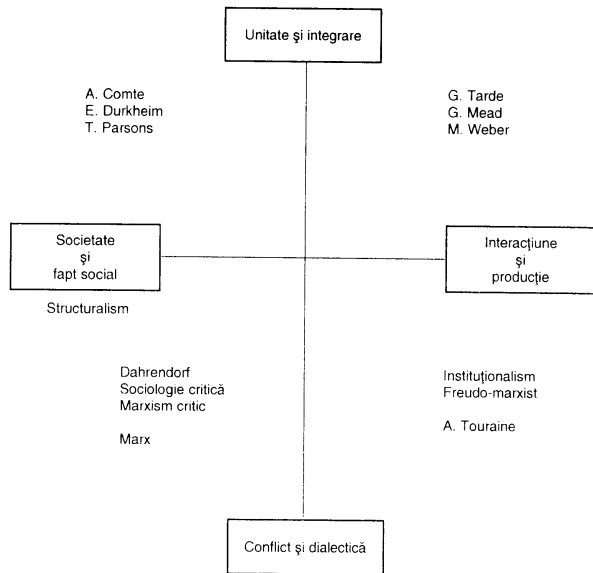 Unitate şi integrare
A. Comte
E. Durkheim
T. Parsons
G. Tarde
G. Mead
M. Weber
Societate
şi
fapt social
Interacţiune
şi
producţie
Structuralism
Dahrendorf
Sociologie critică
Marxism critic
Marx
Instituţionalism
Freudo-marxist
A. Touraine
Conflict şi dialectică